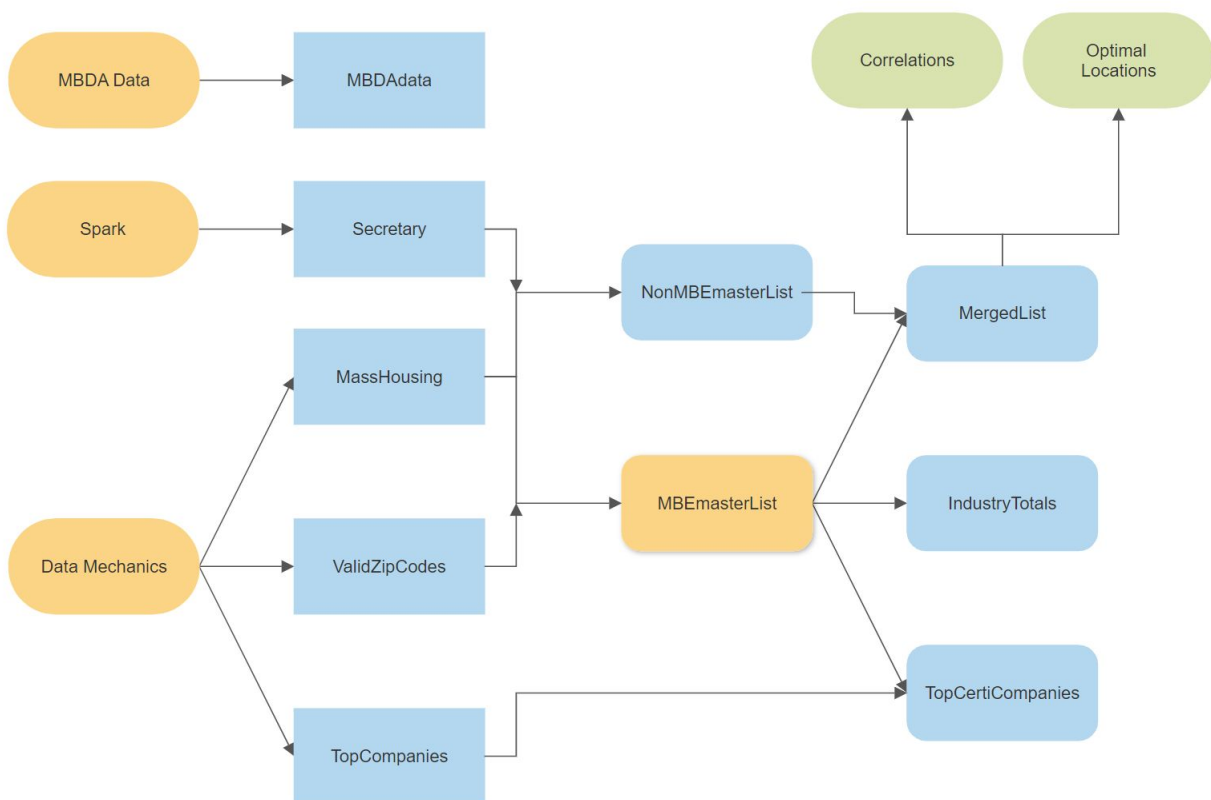 MBDA Data
MBDAdata
Correlations
Optimal
Locations
Spark
Secretary
NonMBEmasterList
MergedList
MassHousing
MBEmasterList
IndustryTotals
Data Mechanics
ValidZipCodes
TopCertiCompanies
TopCompanies